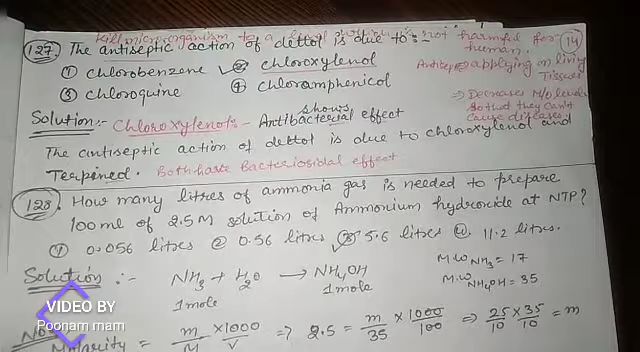 Kill microorganism to a level not harmful for human.
14
127. The antiseptic action of dettol is due to:-
Antiseptic applying on living Tissues
① chlorobenzene ② chloroxylenol
③ chloroquine ④ chloramphenicol
⇒ Decreases M/o levels so that they can't cause diseases
Solution:- Chloroxylenol:- shows Antibacterial effect
The antiseptic action of dettol is due to chloroxylenol and
Terpined. Both have Bacteriosidal effect
128. How many litres of ammonia gas is needed to prepare
100 ml of 2.5 M solution of Ammonium hydroxide at NTP?
① 0.056 litres ② 0.56 litres ③ 5.6 litres ④ 11.2 litres.
Solution :- NH3 + H2O → NH4OH
1 mole 1 mole
M.W NH3 = 17
M.W NH4OH = 35
VIDEO BY
Poonam mam
Molarity = m/M × 1000/V ⇒ 2.5 = m/35 × 1000/100 ⇒ 25/10 × 35/10 = m